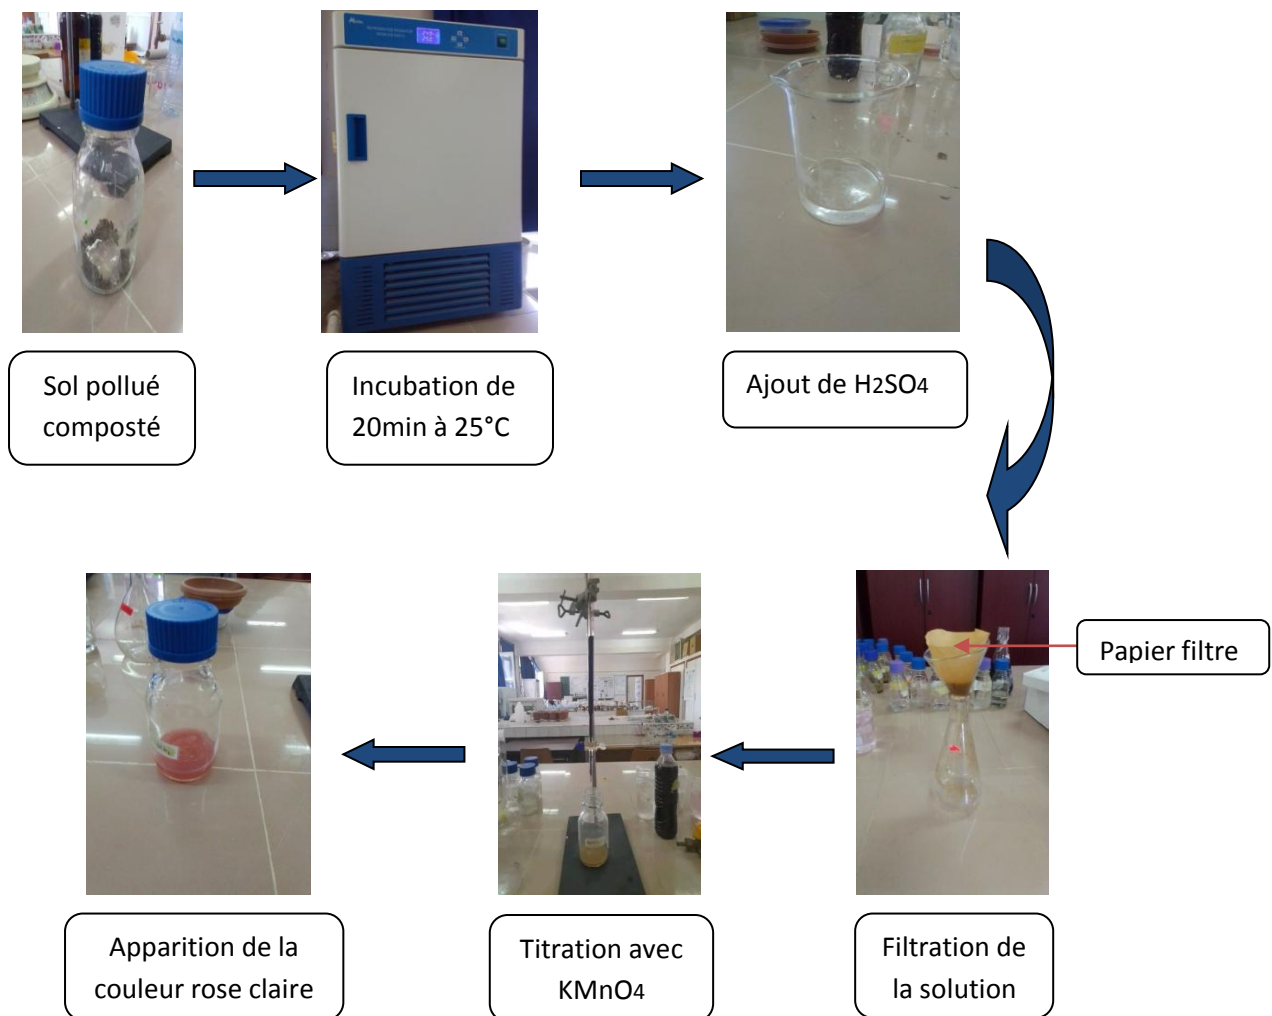 Sol pollué
composté
Incubation de
20min à 25°C
Ajout de H2SO4
Papier filtre
Apparition de la
couleur rose claire
Titration avec
KMnO4
Filtration de
la solution